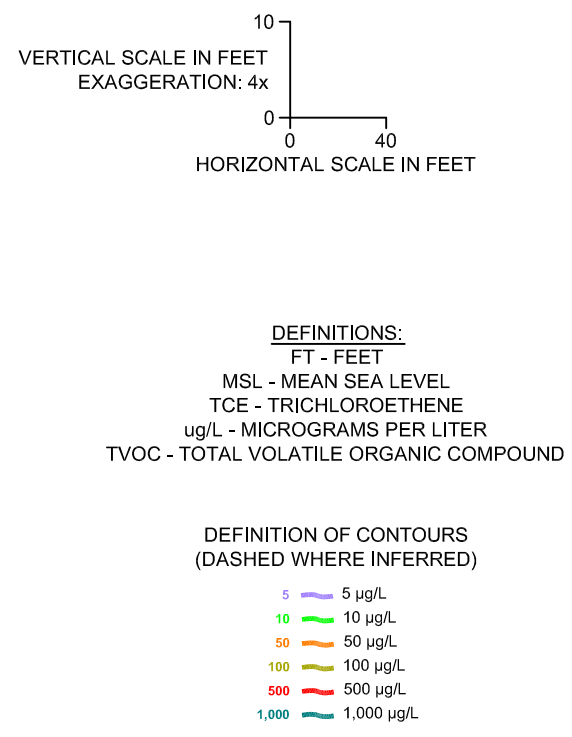 10
VERTICAL SCALE IN FEET
EXAGGERATION: 4x
0
0 40
HORIZONTAL SCALE IN FEET
DEFINITIONS:
FT - FEET
MSL - MEAN SEA LEVEL
TCE - TRICHLOROETHENE
ug/L - MICROGRAMS PER LITER
TVOC - TOTAL VOLATILE ORGANIC COMPOUND
DEFINITION OF CONTOURS
(DASHED WHERE INFERRED)
5 5 µg/L
10 10 µg/L
50 50 µg/L
100 100 µg/L
500 500 µg/L
1,000 1,000 µg/L